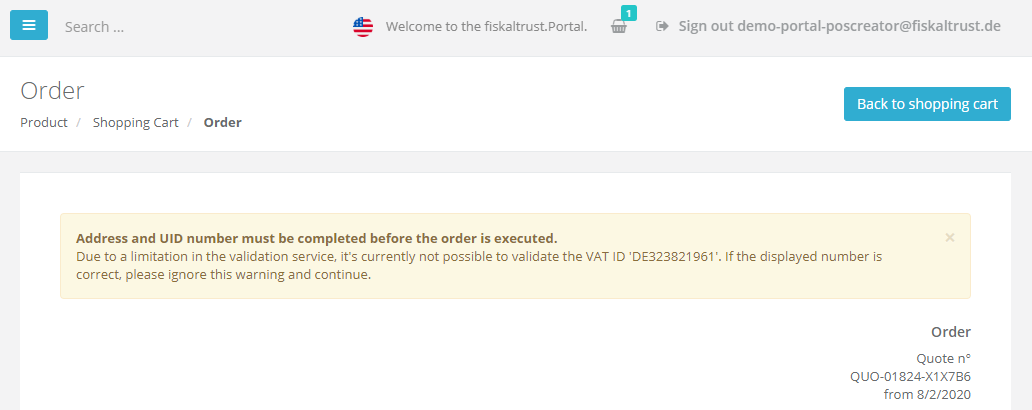 Search ...
Welcome to the fiskaltrust.Portal.
1
Sign out demo-portal-poscreator@fiskaltrust.de
Order
Back to shopping cart
Product / Shopping Cart / Order
Address and UID number must be completed before the order is executed.
×
Due to a limitation in the validation service, it's currently not possible to validate the VAT ID 'DE323821961'. If the displayed number is
correct, please ignore this warning and continue.
Order
Quote n°
QUO-01824-X1X7B6
from 8/2/2020